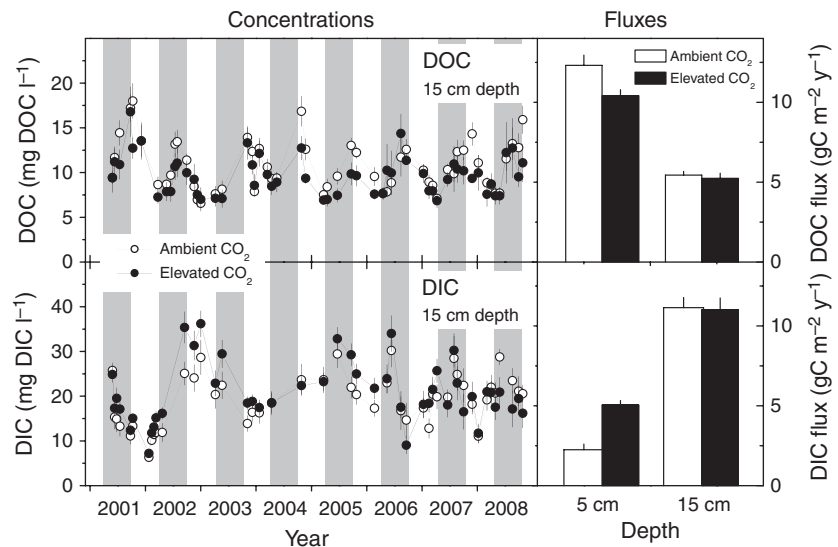 Concentrations
Fluxes
DOC
15 cm depth
Ambient CO2
Elevated CO2
DOC (mg DOC l–1)
25
20
15
10
5
0
DOC flux (gC m–2 y–1)
10
5
0
Ambient CO2
Elevated CO2
DIC
15 cm depth
DIC (mg DIC l–1)
40
30
20
10
0
DIC flux (gC m–2 y–1)
10
5
0
2001 2002 2003 2004 2005 2006 2007 2008
Year
5 cm 15 cm
Depth